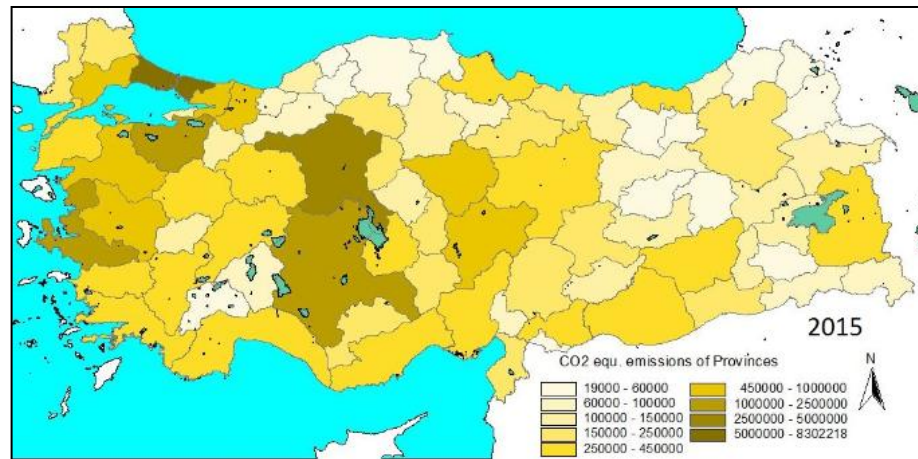 2015
CO2 equ. emissions of Provinces
N
19000 - 60000
60000 - 100000
100000 - 150000
150000 - 250000
250000 - 450000
450000 - 1000000
1000000 - 2500000
2500000 - 5000000
5000000 - 8302218